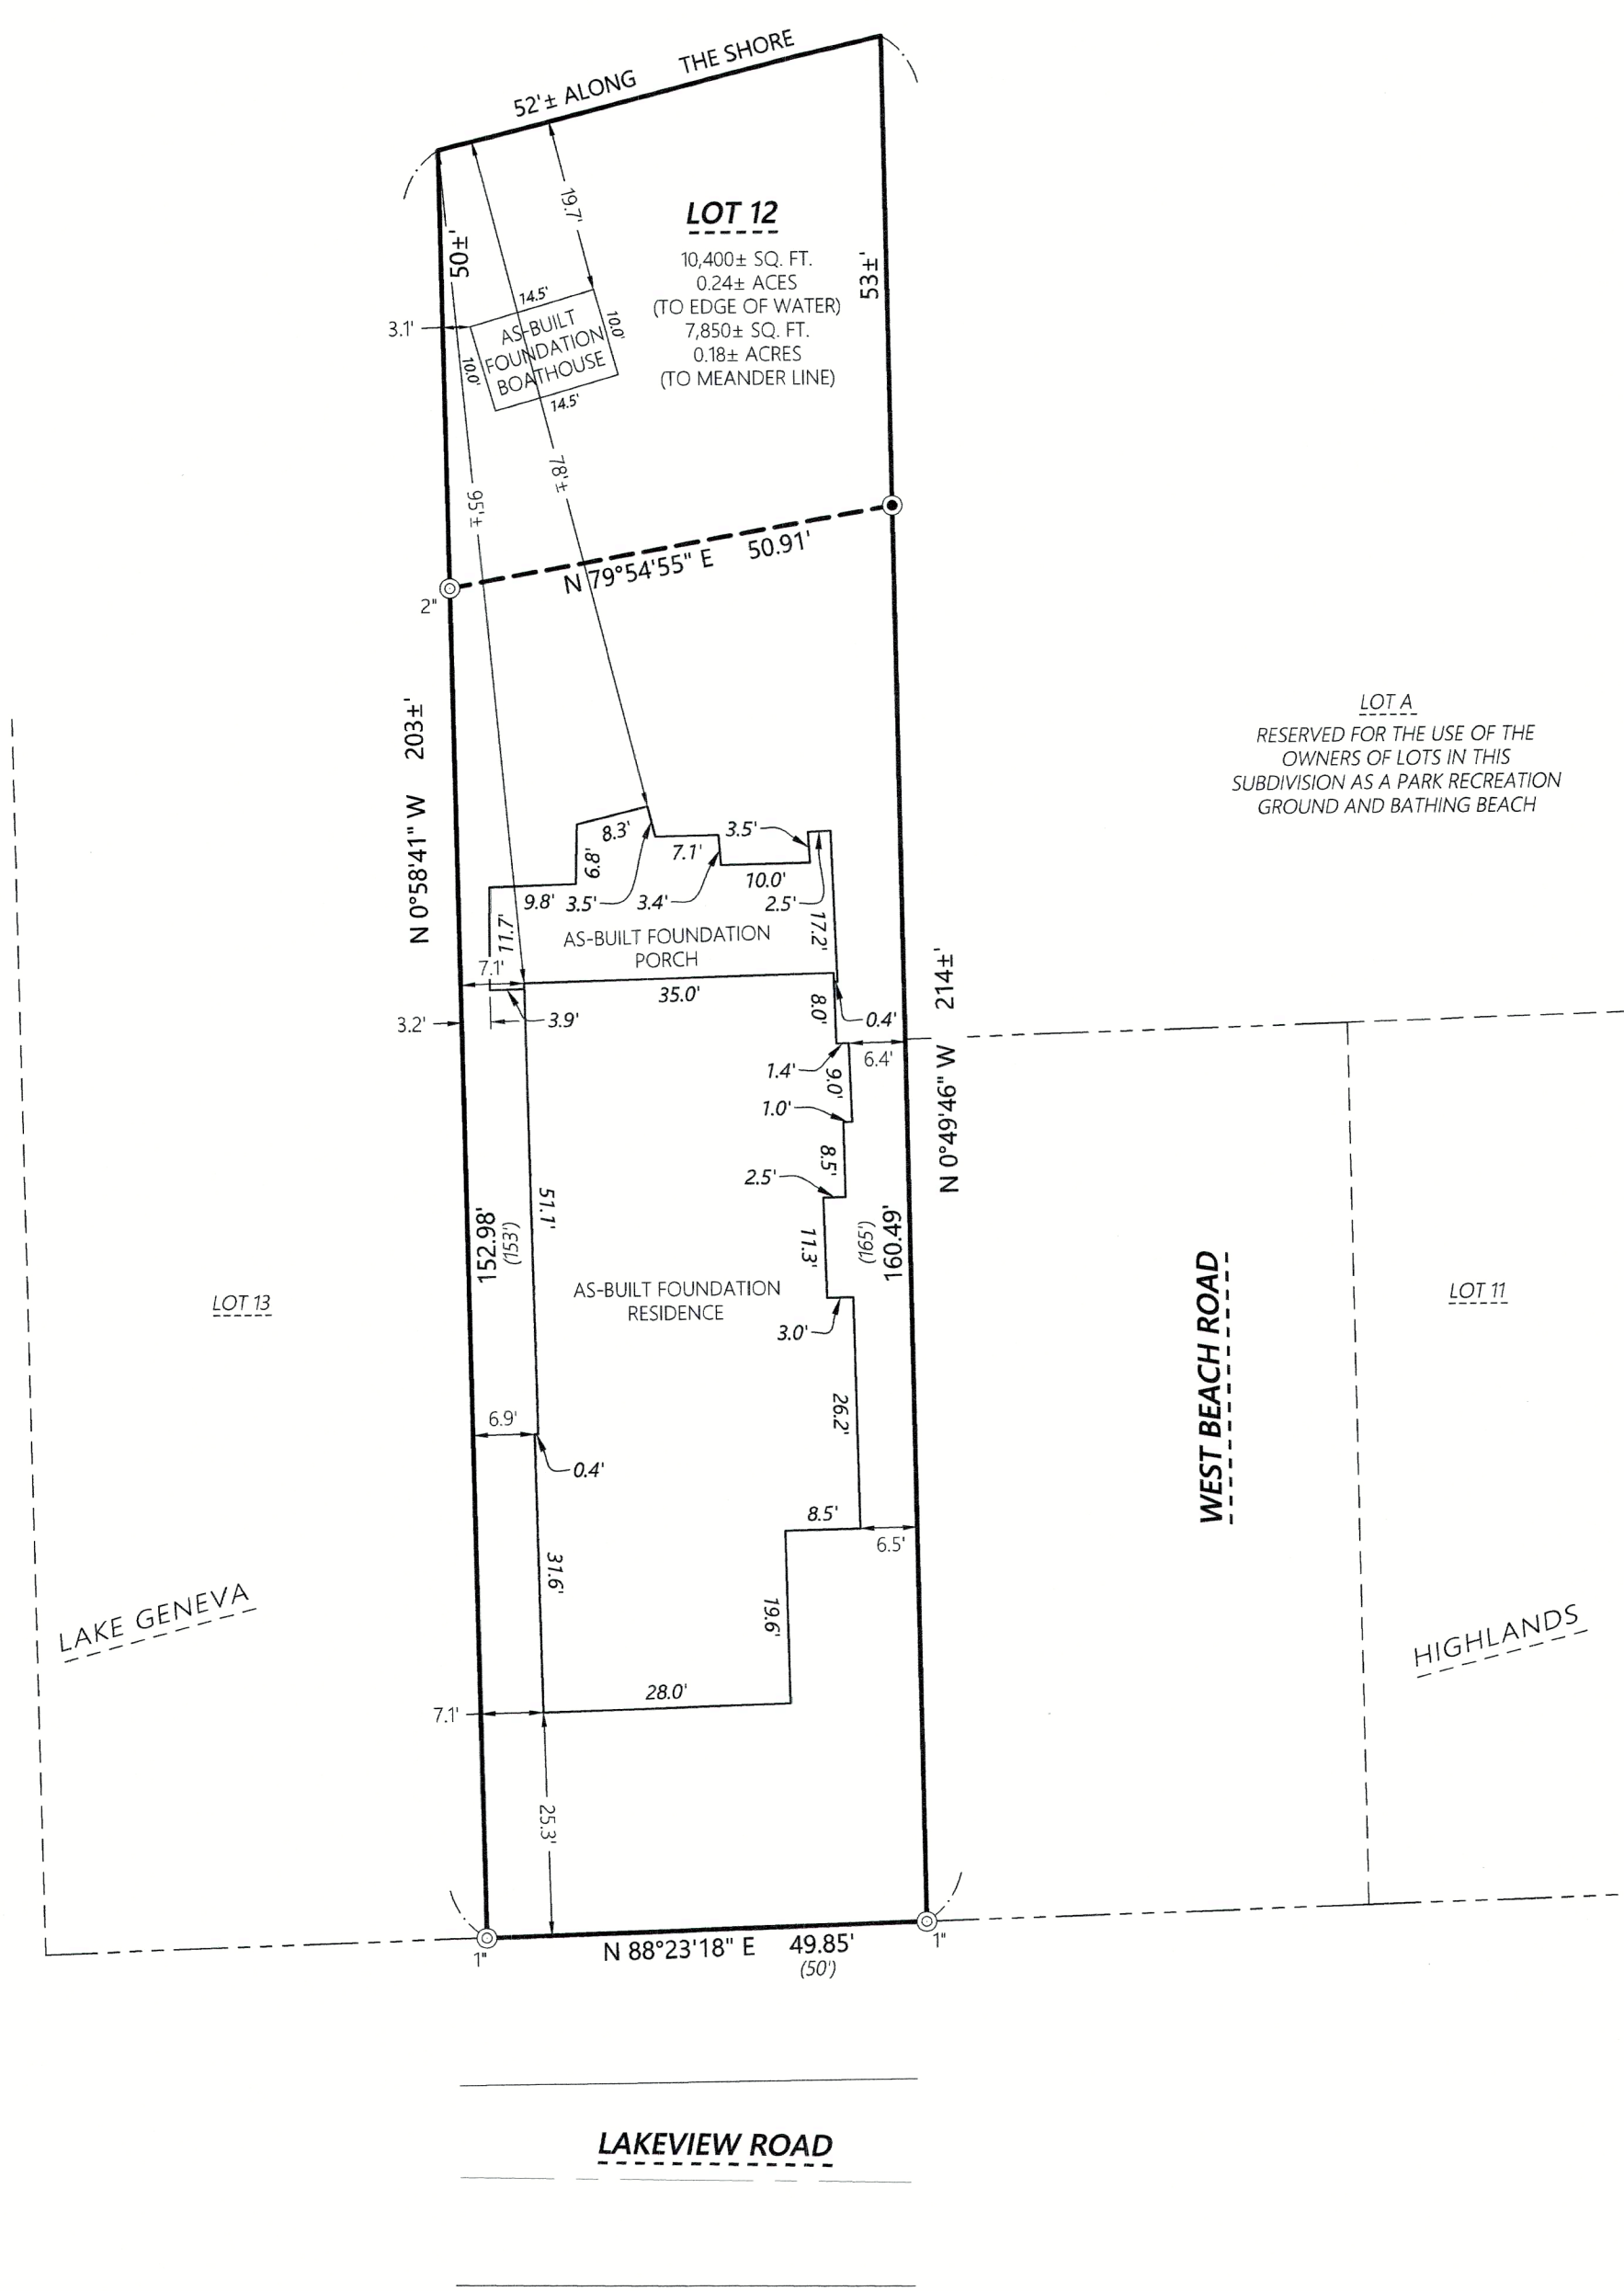 52'± ALONG THE SHORE
19.7'
LOT 12
10,400± SQ. FT.
0.24± ACES
(TO EDGE OF WATER)
7,850± SQ. FT.
0.18± ACRES
(TO MEANDER LINE)
50±'
53±'
3.1'
14.5'
AS-BUILT
FOUNDATION
BOATHOUSE
10.0'
10.0'
14.5'
95'±
78'±
N 79°54'55" E 50.91'
2"
N 0°58'41" W 203±'
LOT A
RESERVED FOR THE USE OF THE
OWNERS OF LOTS IN THIS
SUBDIVISION AS A PARK RECREATION
GROUND AND BATHING BEACH
8.3'
6.8'
7.1'
3.5'
10.0'
9.8'
3.5'
3.4'
2.5'
11.7'
17.2'
AS-BUILT FOUNDATION
PORCH
7.1'
35.0'
3.2'
3.9'
8.0'
0.4'
6.4'
N 0°49'46" W 214±'
1.4'
9.0'
1.0'
8.5'
2.5'
51.1'
152.98'
(153')
11.3'
(165')
160.49'
AS-BUILT FOUNDATION
RESIDENCE
3.0'
LOT 13
WEST BEACH ROAD
LOT 11
26.2'
6.9'
0.4'
8.5'
6.5'
31.6'
19.6'
LAKE GENEVA
HIGHLANDS
28.0'
7.1'
25.3'
1"
N 88°23'18" E 49.85'
(50')
1"
LAKEVIEW ROAD